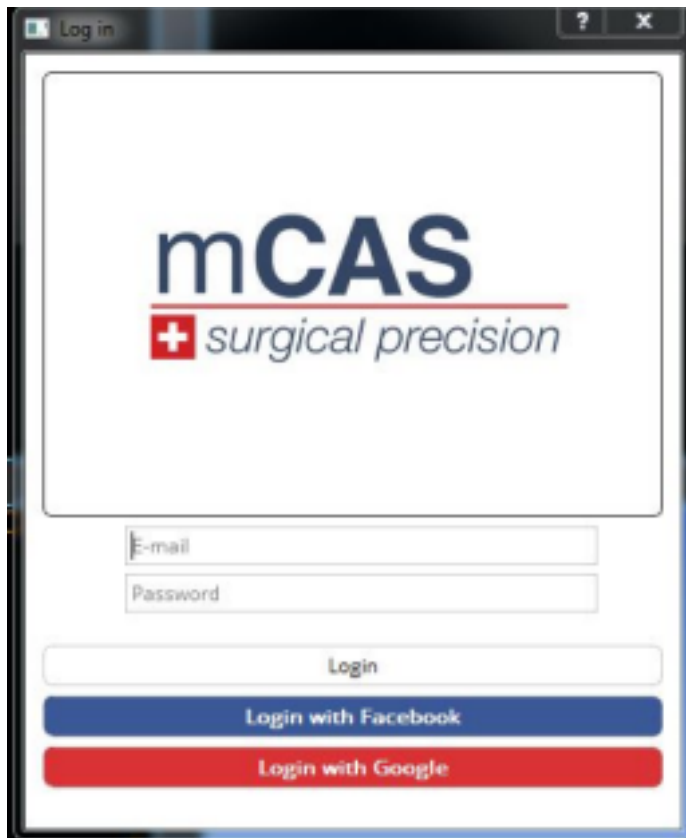 Log in
?
X
mCAS
surgical precision
E-mail
Password
Login
Login with Facebook
Login with Google